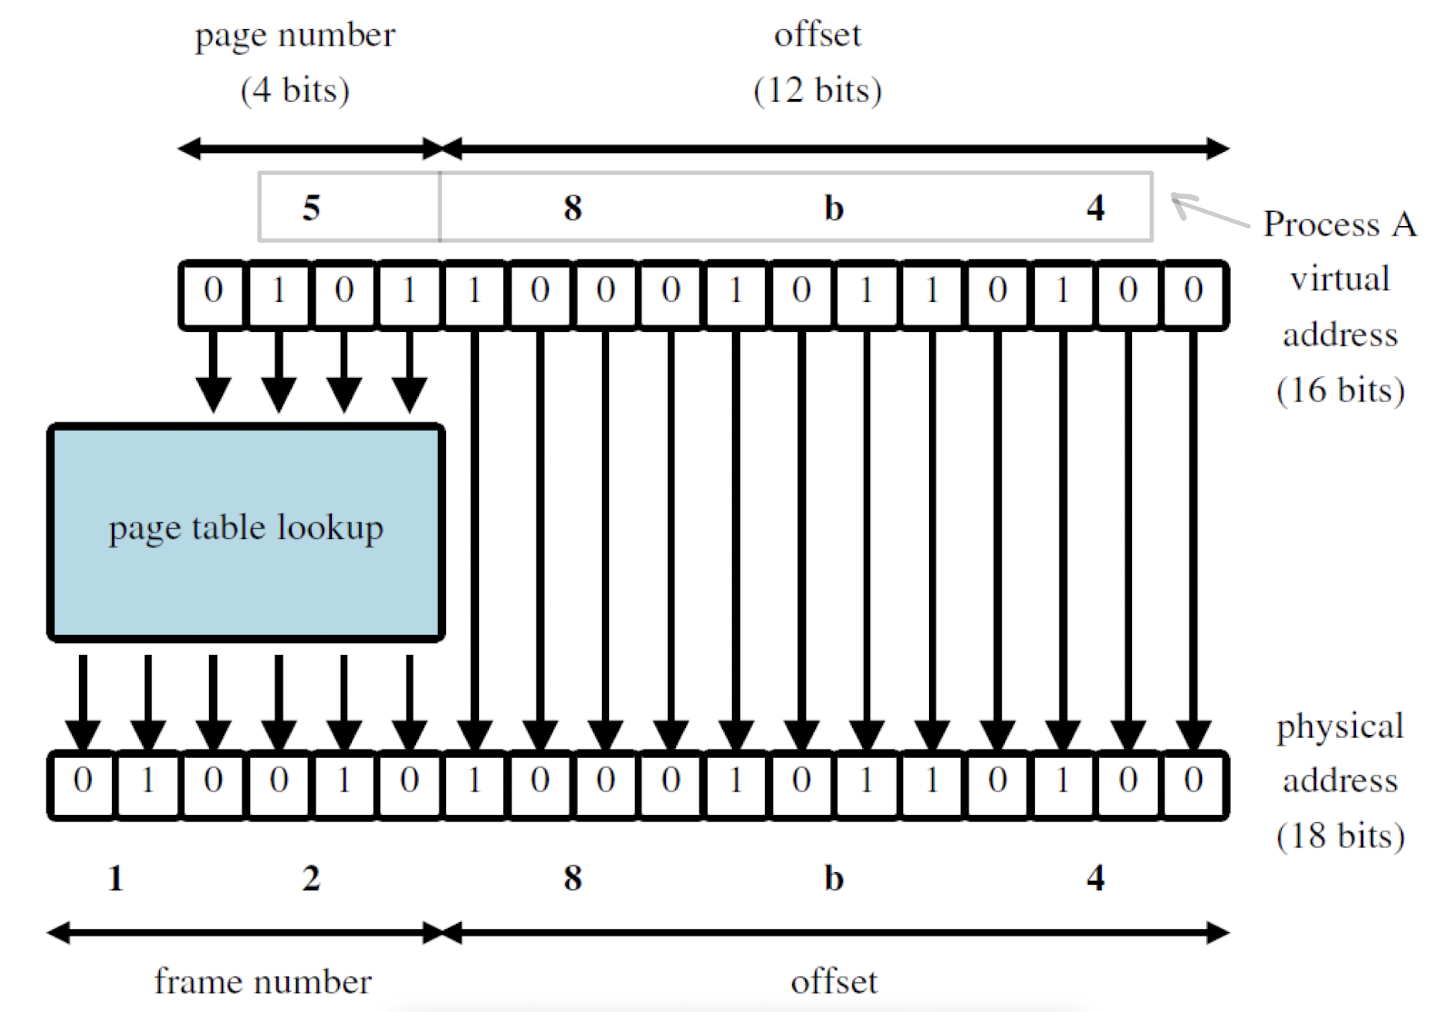 page number offset
(4 bits) (12 bits)
5 8 b 4
Process A
virtual
address
(16 bits)
0 1 0 1 1 0 0 0 1 0 1 1 0 1 0 0
page table lookup
physical
address
(18 bits)
0 1 0 0 1 0 1 0 0 0 1 0 1 1 0 1 0 0
1 2 8 b 4
frame number offset